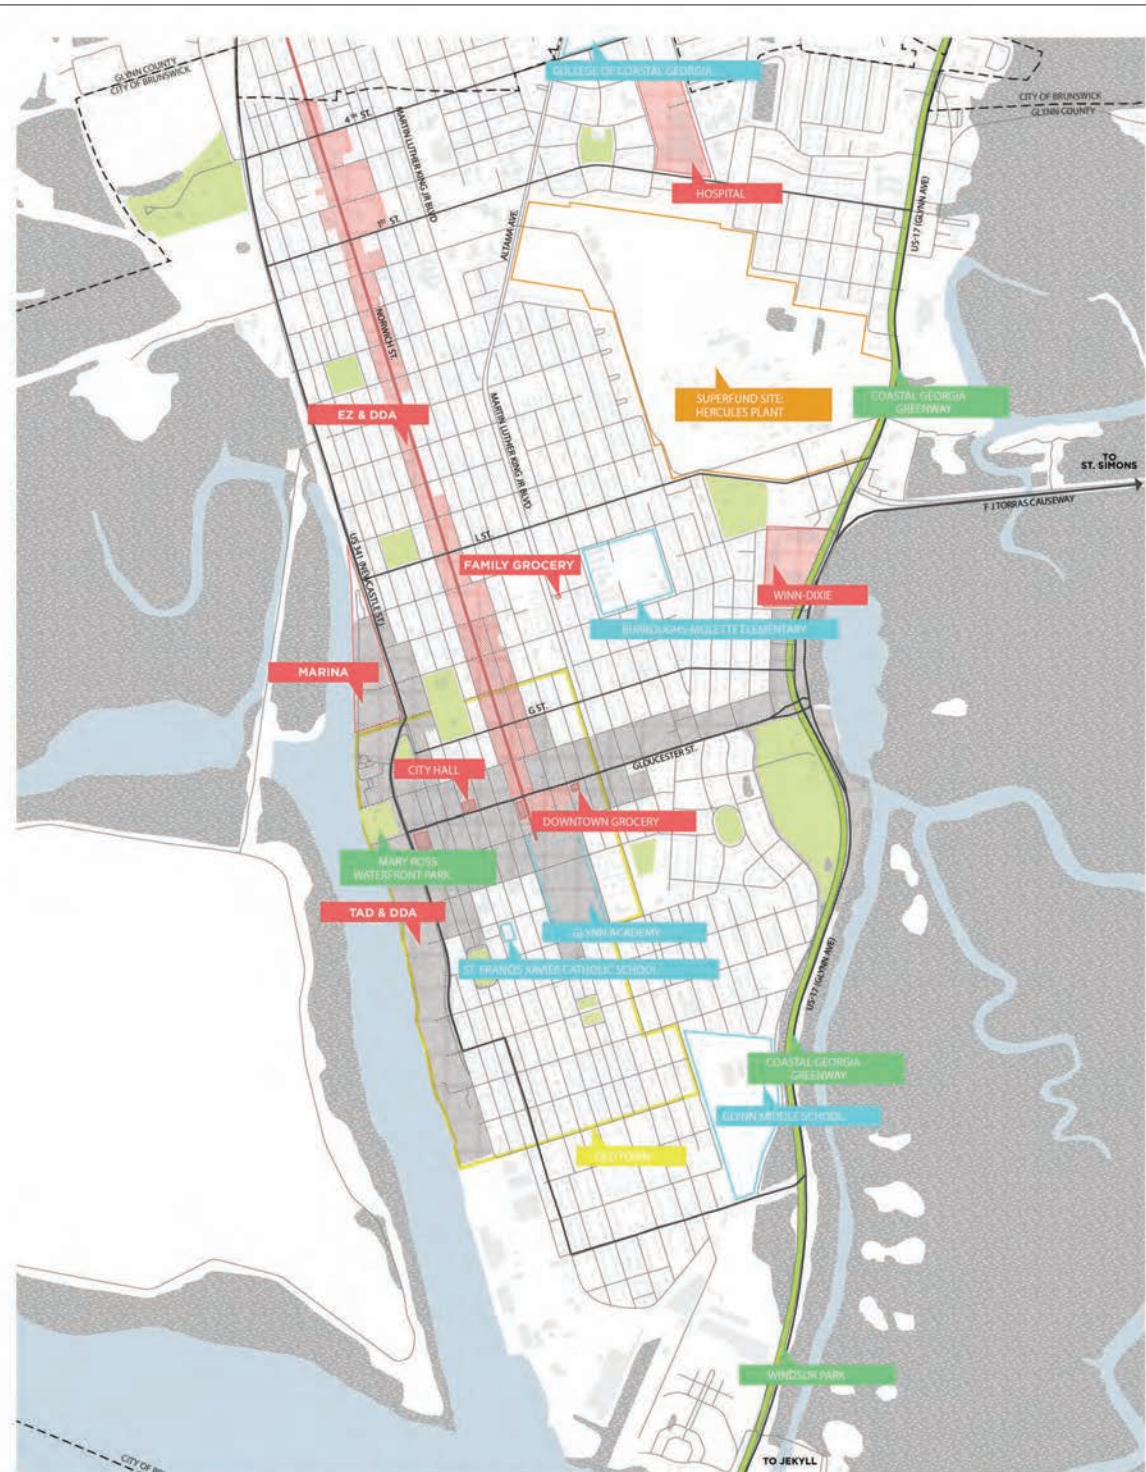 GLYNN COUNTY
CITY OF BRUNSWICK
COLLEGE OF COASTAL GEORGIA
CITY OF BRUNSWICK
GLYNN COUNTY
4TH ST.
MARTIN LUTHER KING JR BLVD
HOSPITAL
1ST ST.
ALTAMA AVE.
US-17 (GLYNN AVE)
NORWICH ST.
SUPERFUND SITE:
HERCULES PLANT
COASTAL GEORGIA
GREENWAY
EZ & DDA
MARTIN LUTHER KING JR BLVD
TO
ST. SIMONS
F J TORRAS CAUSEWAY
L ST.
US 341 (NEWCASTLE ST.)
FAMILY GROCERY
WINN-DIXIE
BURROUGHS-MOLETTE ELEMENTARY
MARINA
G ST.
GLOUCESTER ST.
CITY HALL
DOWNTOWN GROCERY
MARY ROSS
WATERFRONT PARK
TAD & DDA
GLYNN ACADEMY
ST. FRANCIS XAVIER CATHOLIC SCHOOL
US-17 (GLYNN AVE)
COASTAL GEORGIA
GREENWAY
GLYNN MIDDLE SCHOOL
OLD TOWN
WINDSOR PARK
TO JEKYLL
CITY OF